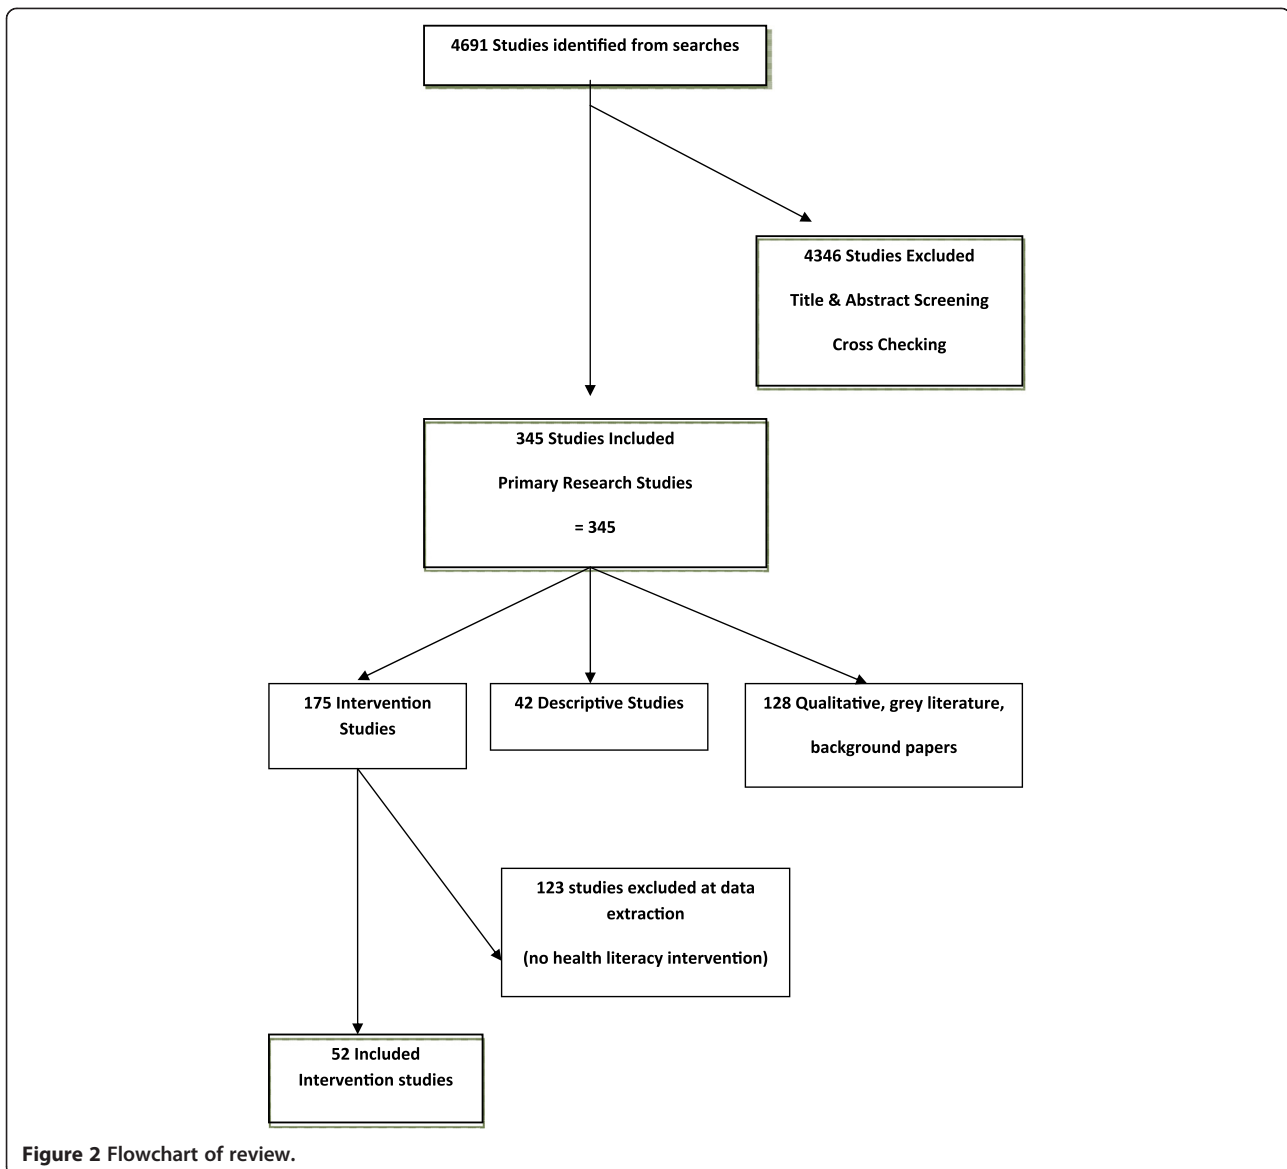 4691 Studies identified from searches
4346 Studies Excluded
Title & Abstract Screening
Cross Checking
345 Studies Included
Primary Research Studies
= 345
175 Intervention
Studies
42 Descriptive Studies
128 Qualitative, grey literature,
background papers
123 studies excluded at data
extraction
(no health literacy intervention)
52 Included
Intervention studies
Figure 2 Flowchart of review.